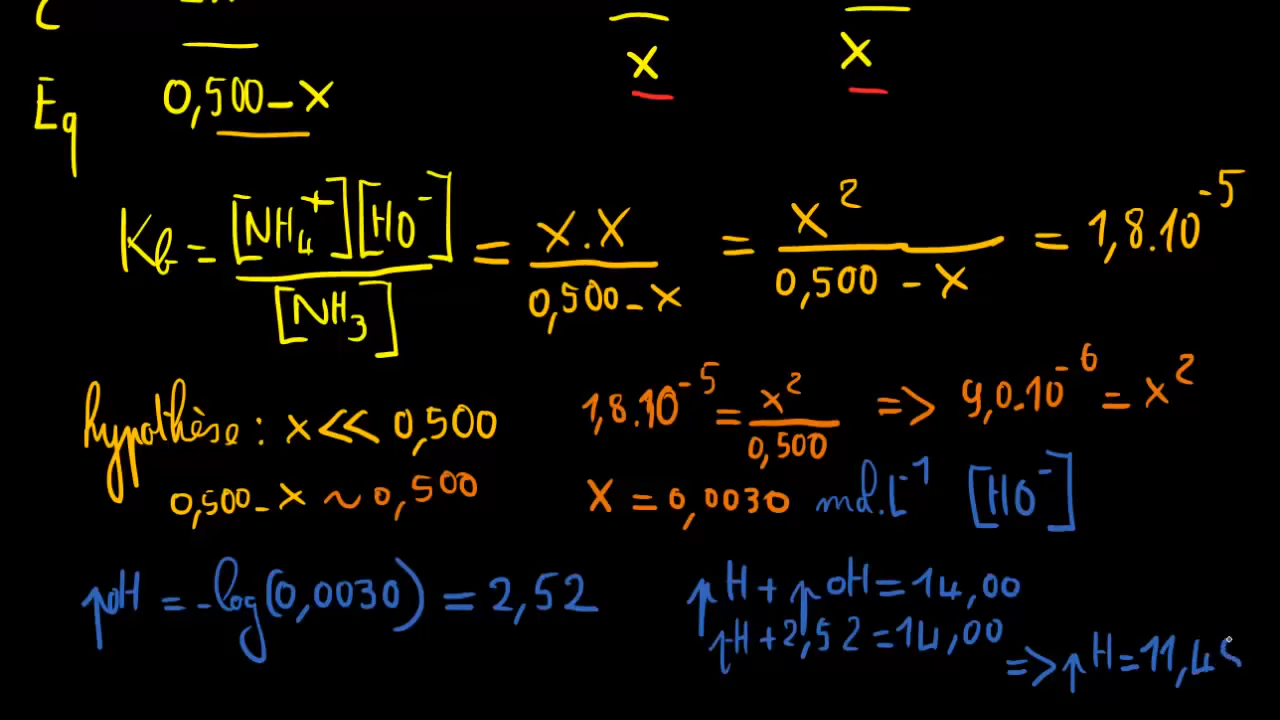 C
x x
Eq 0,500 - x
Kb = [NH₄⁺][HO⁻] / [NH₃] = x.x / 0,500 - x = x² / 0,500 - x = 1,8.10⁻⁵
hypothèse : x << 0,500 1,8.10⁻⁵ = x² / 0,500 => 9,0.10⁻⁶ = x²
0,500 - x ~ 0,500 x = 0,0030 mol.L⁻¹ [HO⁻]
pOH = -log(0,0030) = 2,52 pH + pOH = 14,00
pH + 2,52 = 14,00
=> pH = 11,4